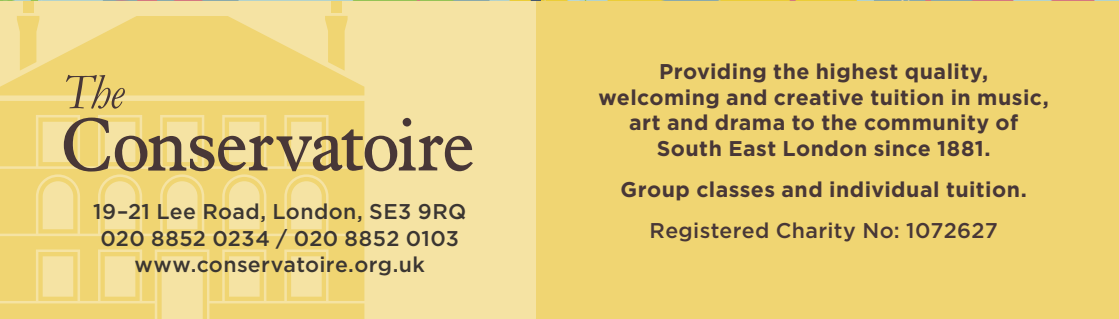 The
Conservatoire
19–21 Lee Road, London, SE3 9RQ
020 8852 0234 / 020 8852 0103
www.conservatoire.org.uk
Providing the highest quality,
welcoming and creative tuition in music,
art and drama to the community of
South East London since 1881.
Group classes and individual tuition.
Registered Charity No: 1072627